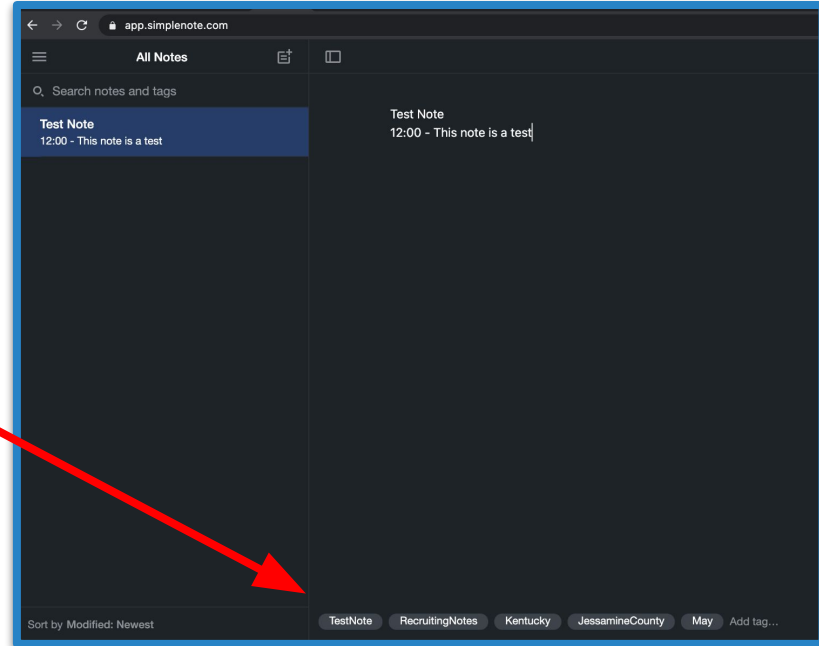 app.simplenote.com
All Notes
Search notes and tags
Test Note
12:00 - This note is a test
Test Note
12:00 - This note is a test
Sort by Modified: Newest
TestNote RecruitingNotes Kentucky JessamineCounty May Add tag...